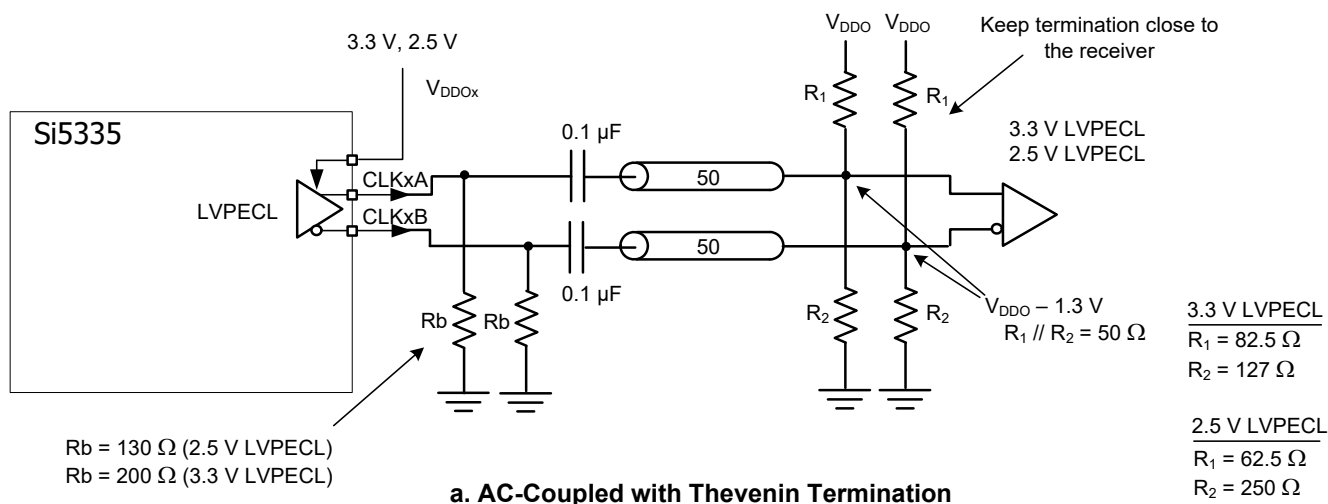 3.3 V, 2.5 V
VDDOx
Si5335
LVPECL
CLKxA
CLKxB
0.1 µF
0.1 µF
50
50
Rb
Rb
VDDO
VDDO
R1
R1
R2
R2
Keep termination close to
the receiver
3.3 V LVPECL
2.5 V LVPECL
VDDO – 1.3 V
R1 // R2 = 50 Ω
3.3 V LVPECL
R1 = 82.5 Ω
R2 = 127 Ω
2.5 V LVPECL
R1 = 62.5 Ω
R2 = 250 Ω
Rb = 130 Ω (2.5 V LVPECL)
Rb = 200 Ω (3.3 V LVPECL)
a. AC-Coupled with Thevenin Termination